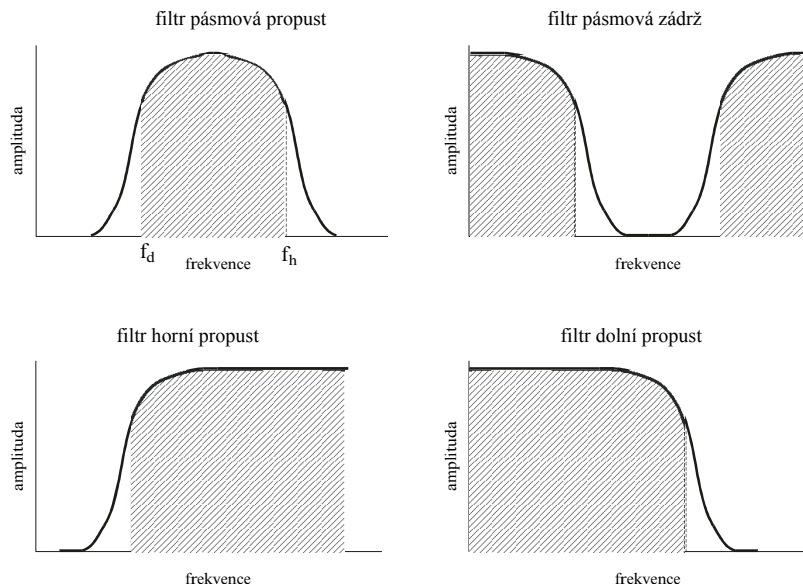 filtr pásmová propust
amplituda
f_d
f_h
frekvence
filtr pásmová zádrž
amplituda
frekvence
filtr horní propust
amplituda
frekvence
filtr dolní propust
amplituda
frekvence